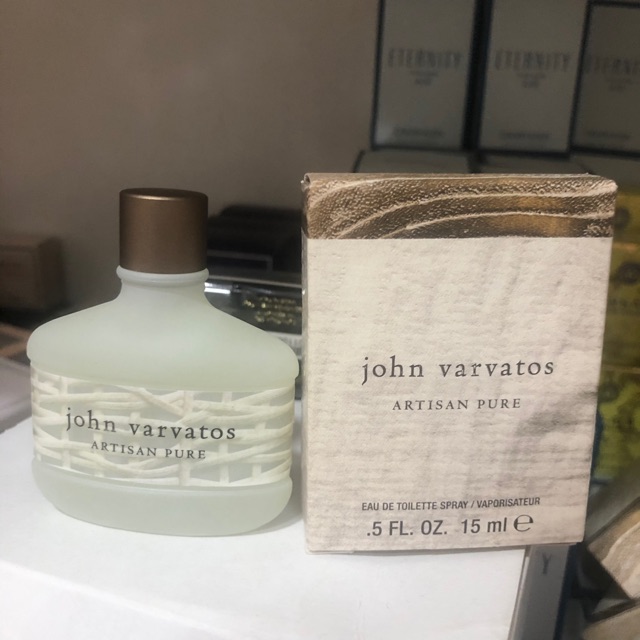 ETERNITY
ETERNITY
ETERNITY
john varvatos
ARTISAN PURE
john varvatos
ARTISAN PURE
EAU DE TOILETTE SPRAY / VAPORISATEUR
.5 FL. OZ. 15 ml ℮